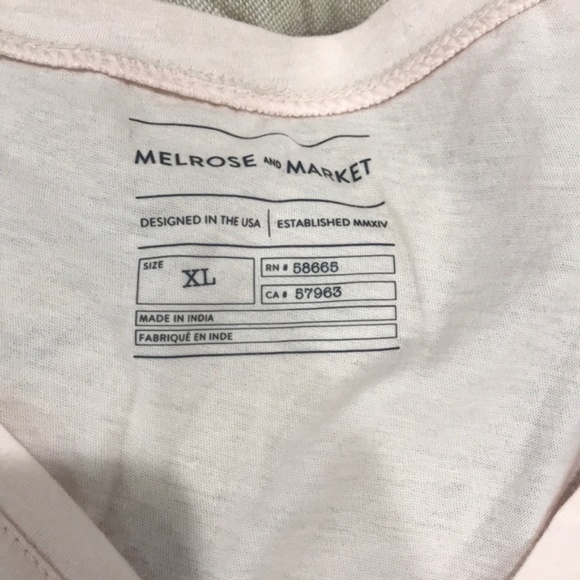 MELROSE AND MARKET
DESIGNED IN THE USA | ESTABLISHED MMXIV
SIZE XL
RN # 58665
CA # 57963
MADE IN INDIA
FABRIQUÉ EN INDE